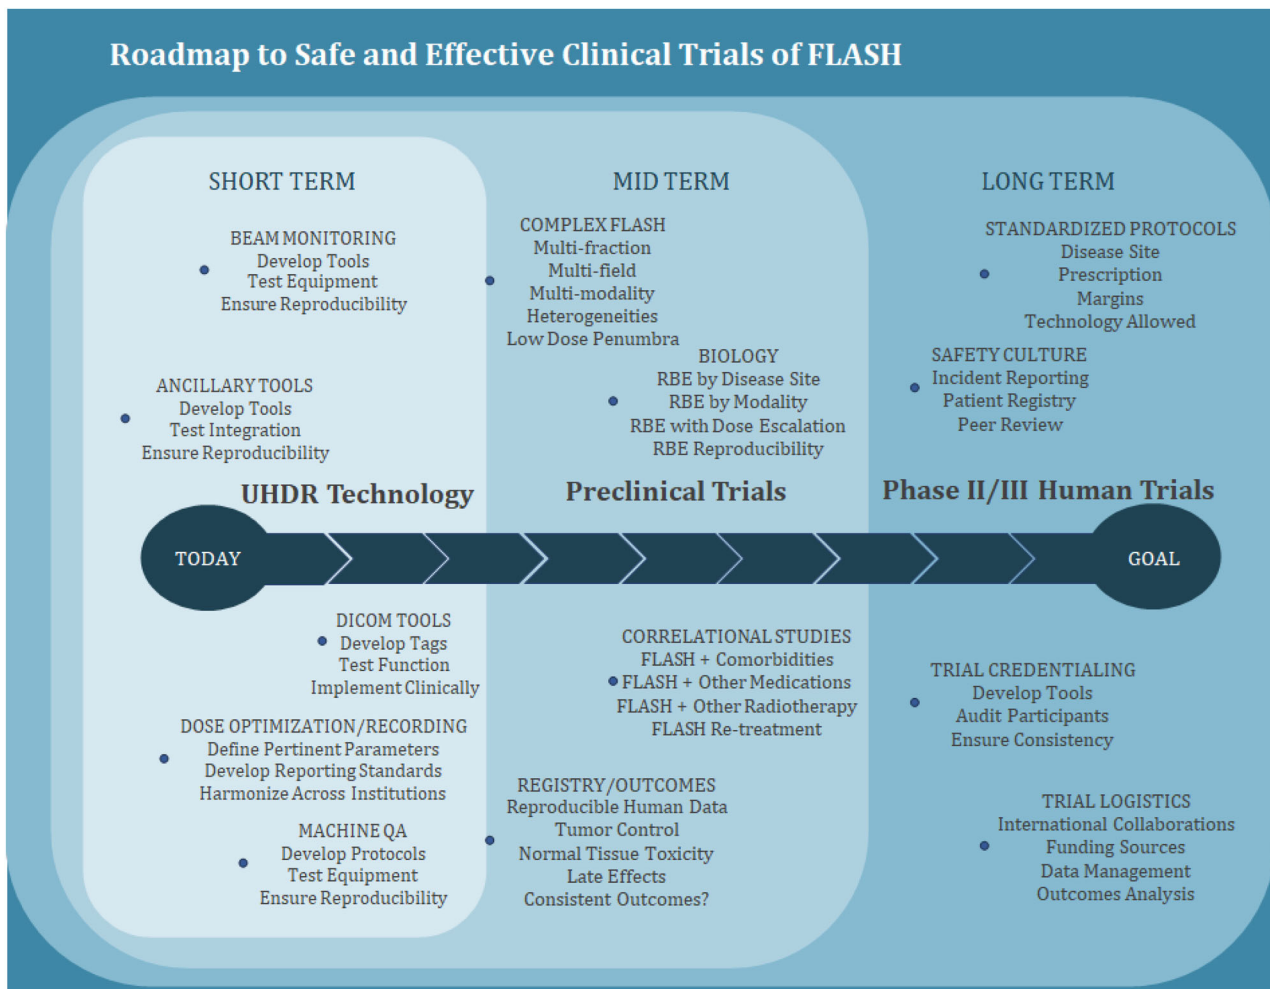 Roadmap to Safe and Effective Clinical Trials of FLASH
SHORT TERM
BEAM MONITORING
Develop Tools
Test Equipment
Ensure Reproducibility
ANCILLARY TOOLS
Develop Tools
Test Integration
Ensure Reproducibility
MID TERM
COMPLEX FLASH
Multi-fraction
Multi-field
Multi-modality
Heterogeneities
Low Dose Penumbra
BIOLOGY
RBE by Disease Site
RBE by Modality
RBE with Dose Escalation
RBE Reproducibility
LONG TERM
STANDARDIZED PROTOCOLS
Disease Site
Prescription
Margins
Technology Allowed
SAFETY CULTURE
Incident Reporting
Patient Registry
Peer Review
UHDR Technology
Preclinical Trials
Phase II/III Human Trials
TODAY
GOAL
DICOM TOOLS
Develop Tags
Test Function
Implement Clinically
DOSE OPTIMIZATION/RECORDING
Define Pertinent Parameters
Develop Reporting Standards
Harmonize Across Institutions
MACHINE QA
Develop Protocols
Test Equipment
Ensure Reproducibility
CORRELATIONAL STUDIES
FLASH + Comorbidities
FLASH + Other Medications
FLASH + Other Radiotherapy
FLASH Re-treatment
REGISTRY/OUTCOMES
Reproducible Human Data
Tumor Control
Normal Tissue Toxicity
Late Effects
Consistent Outcomes?
TRIAL CREDENTIALING
Develop Tools
Audit Participants
Ensure Consistency
TRIAL LOGISTICS
International Collaborations
Funding Sources
Data Management
Outcomes Analysis